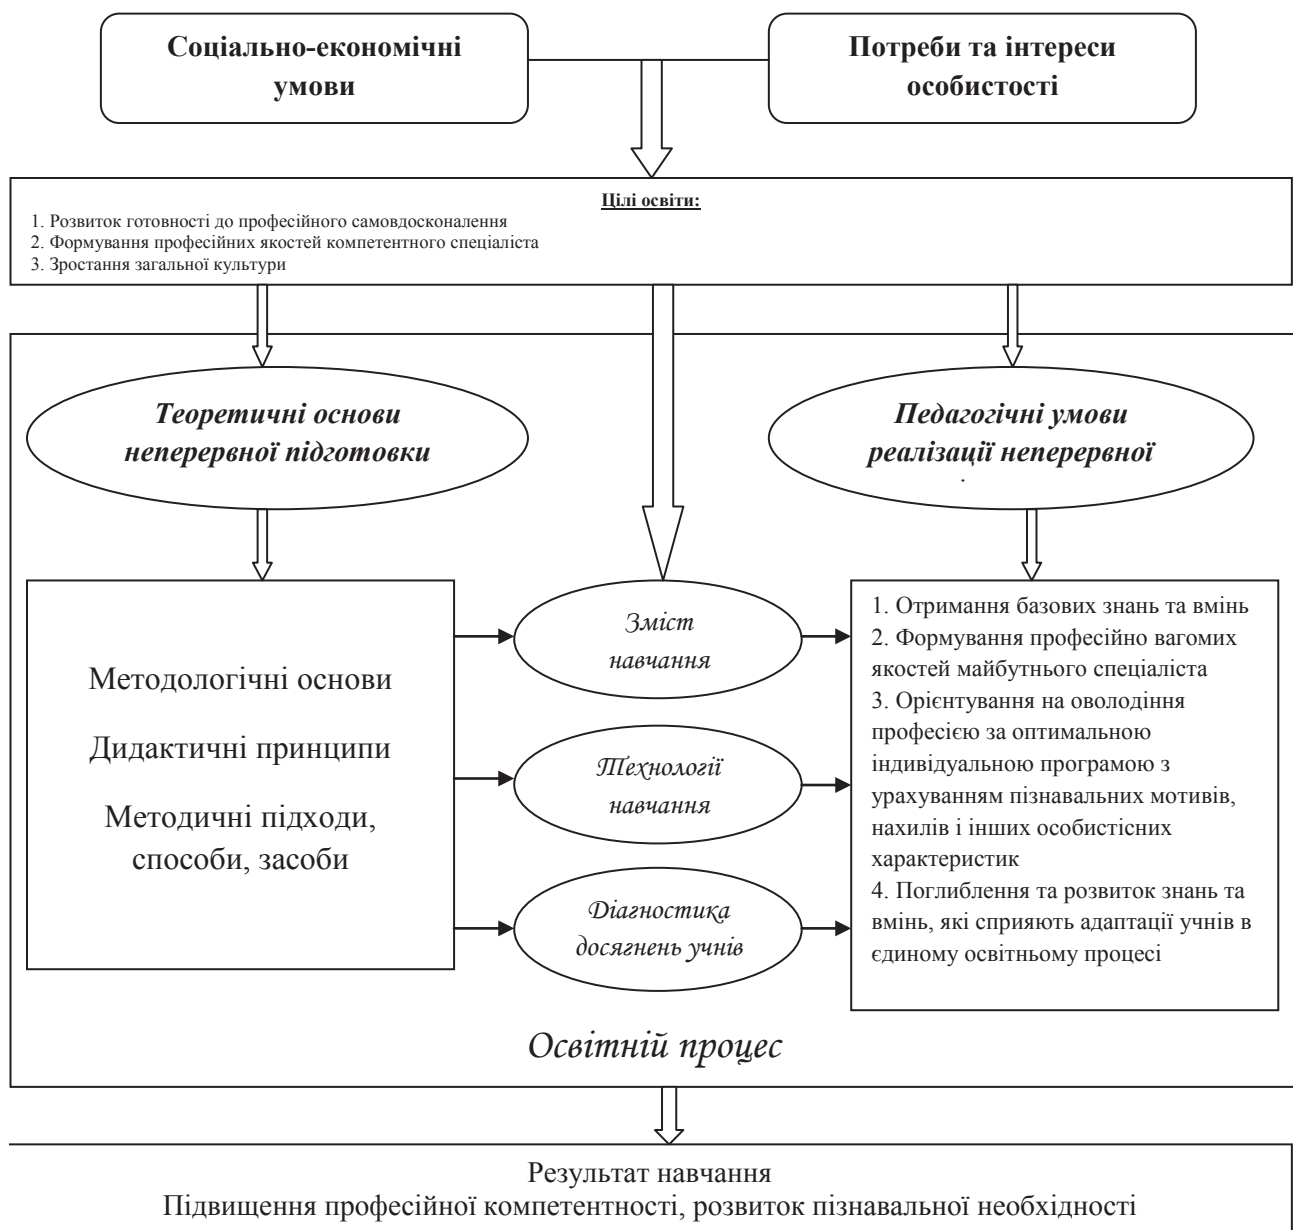 Соціально-економічні
умови
Потреби та інтереси
особистості
Цілі освіти:
1. Розвиток готовності до професійного самовдосконалення
2. Формування професійних якостей компетентного спеціаліста
3. Зростання загальної культури
Теоретичні основи
неперервної підготовки
Педагогічні умови
реалізації неперервної
Методологічні основи
Дидактичні принципи
Методичні підходи,
способи, засоби
Зміст
навчання
Технології
навчання
Діагностика
досягнень учнів
1. Отримання базових знань та вмінь
2. Формування професійно вагомих
якостей майбутнього спеціаліста
3. Орієнтування на оволодіння
професією за оптимальною
індивідуальною програмою з
урахуванням пізнавальних мотивів,
нахилів і інших особистісних
характеристик
4. Поглиблення та розвиток знань та
вмінь, які сприяють адаптації учнів в
єдиному освітньому процесі
Освітній процес
Результат навчання
Підвищення професійної компетентності, розвиток пізнавальної необхідності